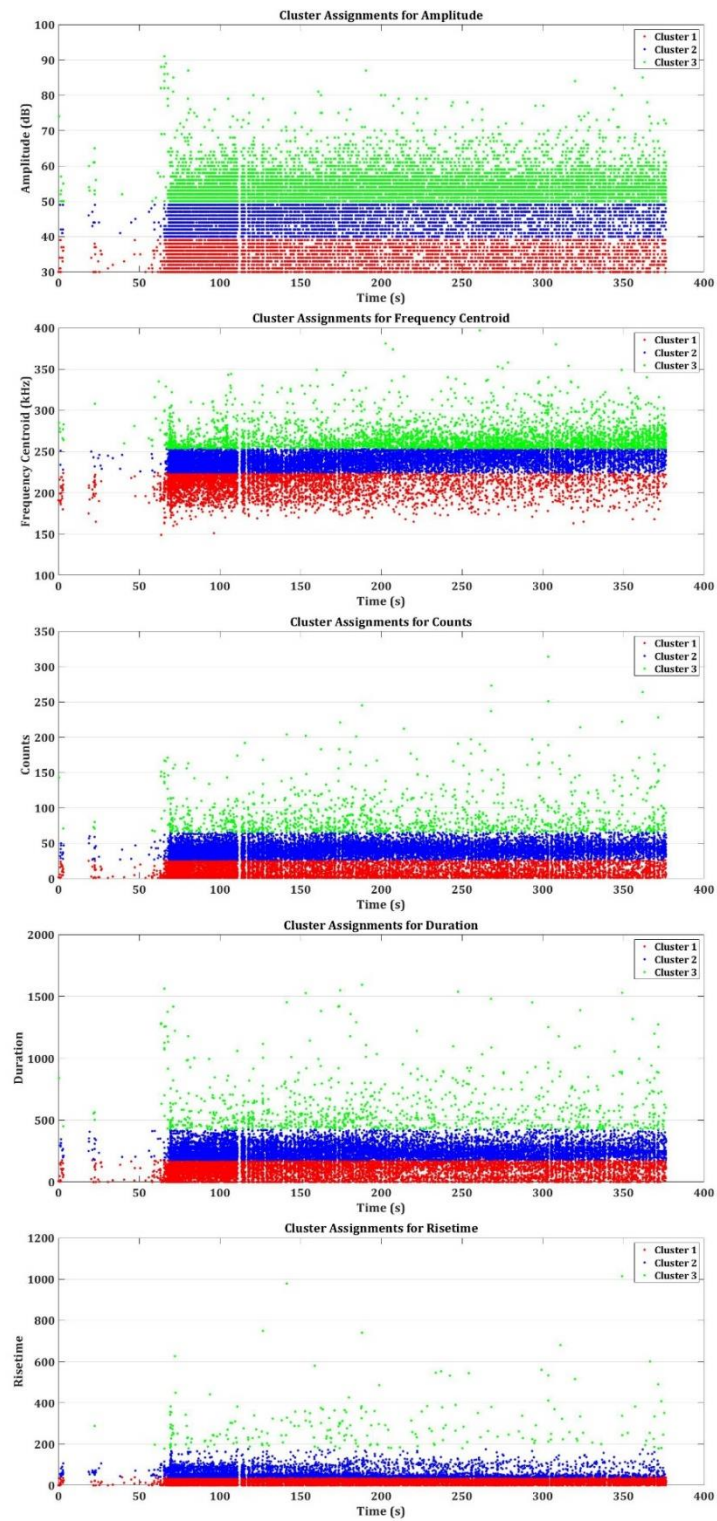 Cluster Assignments for Amplitude
100
90
80
70
60
50
40
30
Amplitude (dB)
Cluster 1
Cluster 2
Cluster 3
0 50 100 150 200 250 300 350 400
Time (s)
Cluster Assignments for Frequency Centroid
400
350
300
250
200
150
100
Frequency Centroid (kHz)
Cluster 1
Cluster 2
Cluster 3
0 50 100 150 200 250 300 350 400
Time (s)
Cluster Assignments for Counts
350
300
250
200
150
100
50
0
Counts
Cluster 1
Cluster 2
Cluster 3
0 50 100 150 200 250 300 350 400
Time (s)
Cluster Assignments for Duration
2000
1500
1000
500
0
Duration
Cluster 1
Cluster 2
Cluster 3
0 50 100 150 200 250 300 350 400
Time (s)
Cluster Assignments for Risetime
1200
1000
800
600
400
200
0
Risetime
Cluster 1
Cluster 2
Cluster 3
0 50 100 150 200 250 300 350 400
Time (s)